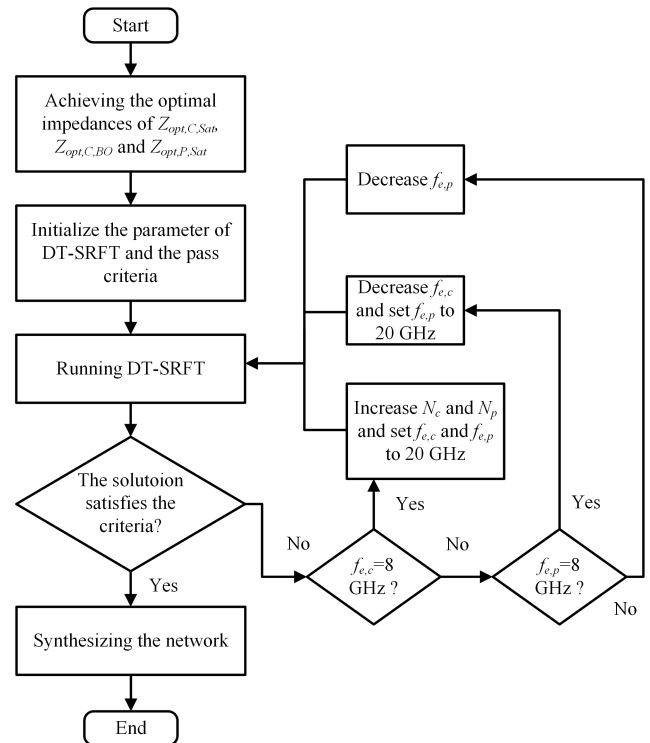 Start
Achieving the optimal
impedances of Zopt,C,Sat,
Zopt,C,BO and Zopt,P,Sat
Initialize the parameter of
DT-SRFT and the pass
criteria
Running DT-SRFT
The solutoion
satisfies the
criteria?
Yes
No
Synthesizing the network
End
Decrease fe,p
Decrease fe,c
and set fe,p to
20 GHz
Increase Nc and Np
and set fe,c and fe,p
to 20 GHz
Yes
fe,c=8
GHz ?
No
Yes
fe,p=8
GHz ?
No